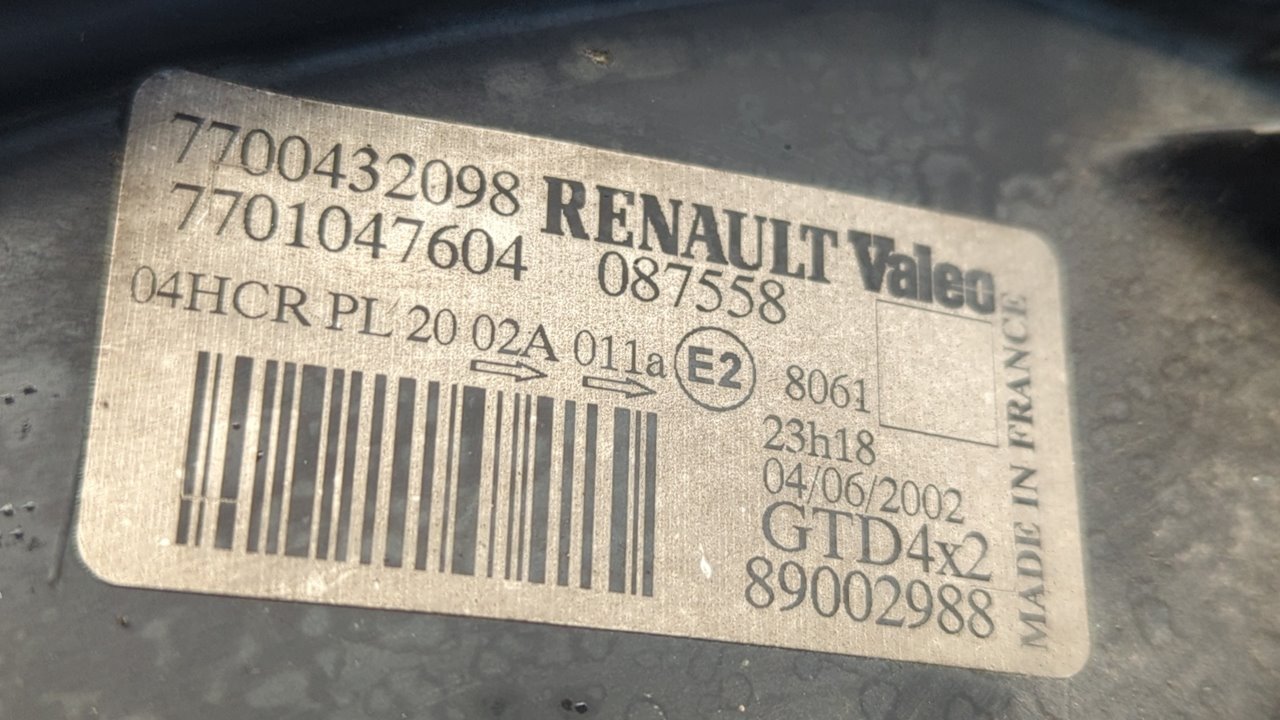 7700432098 RENAULT Valeo
7701047604 087558
04HCR PL 20 02A 011a E2 8061
23h18
04/06/2002
GTD4x2
89002988
MADE IN FRANCE